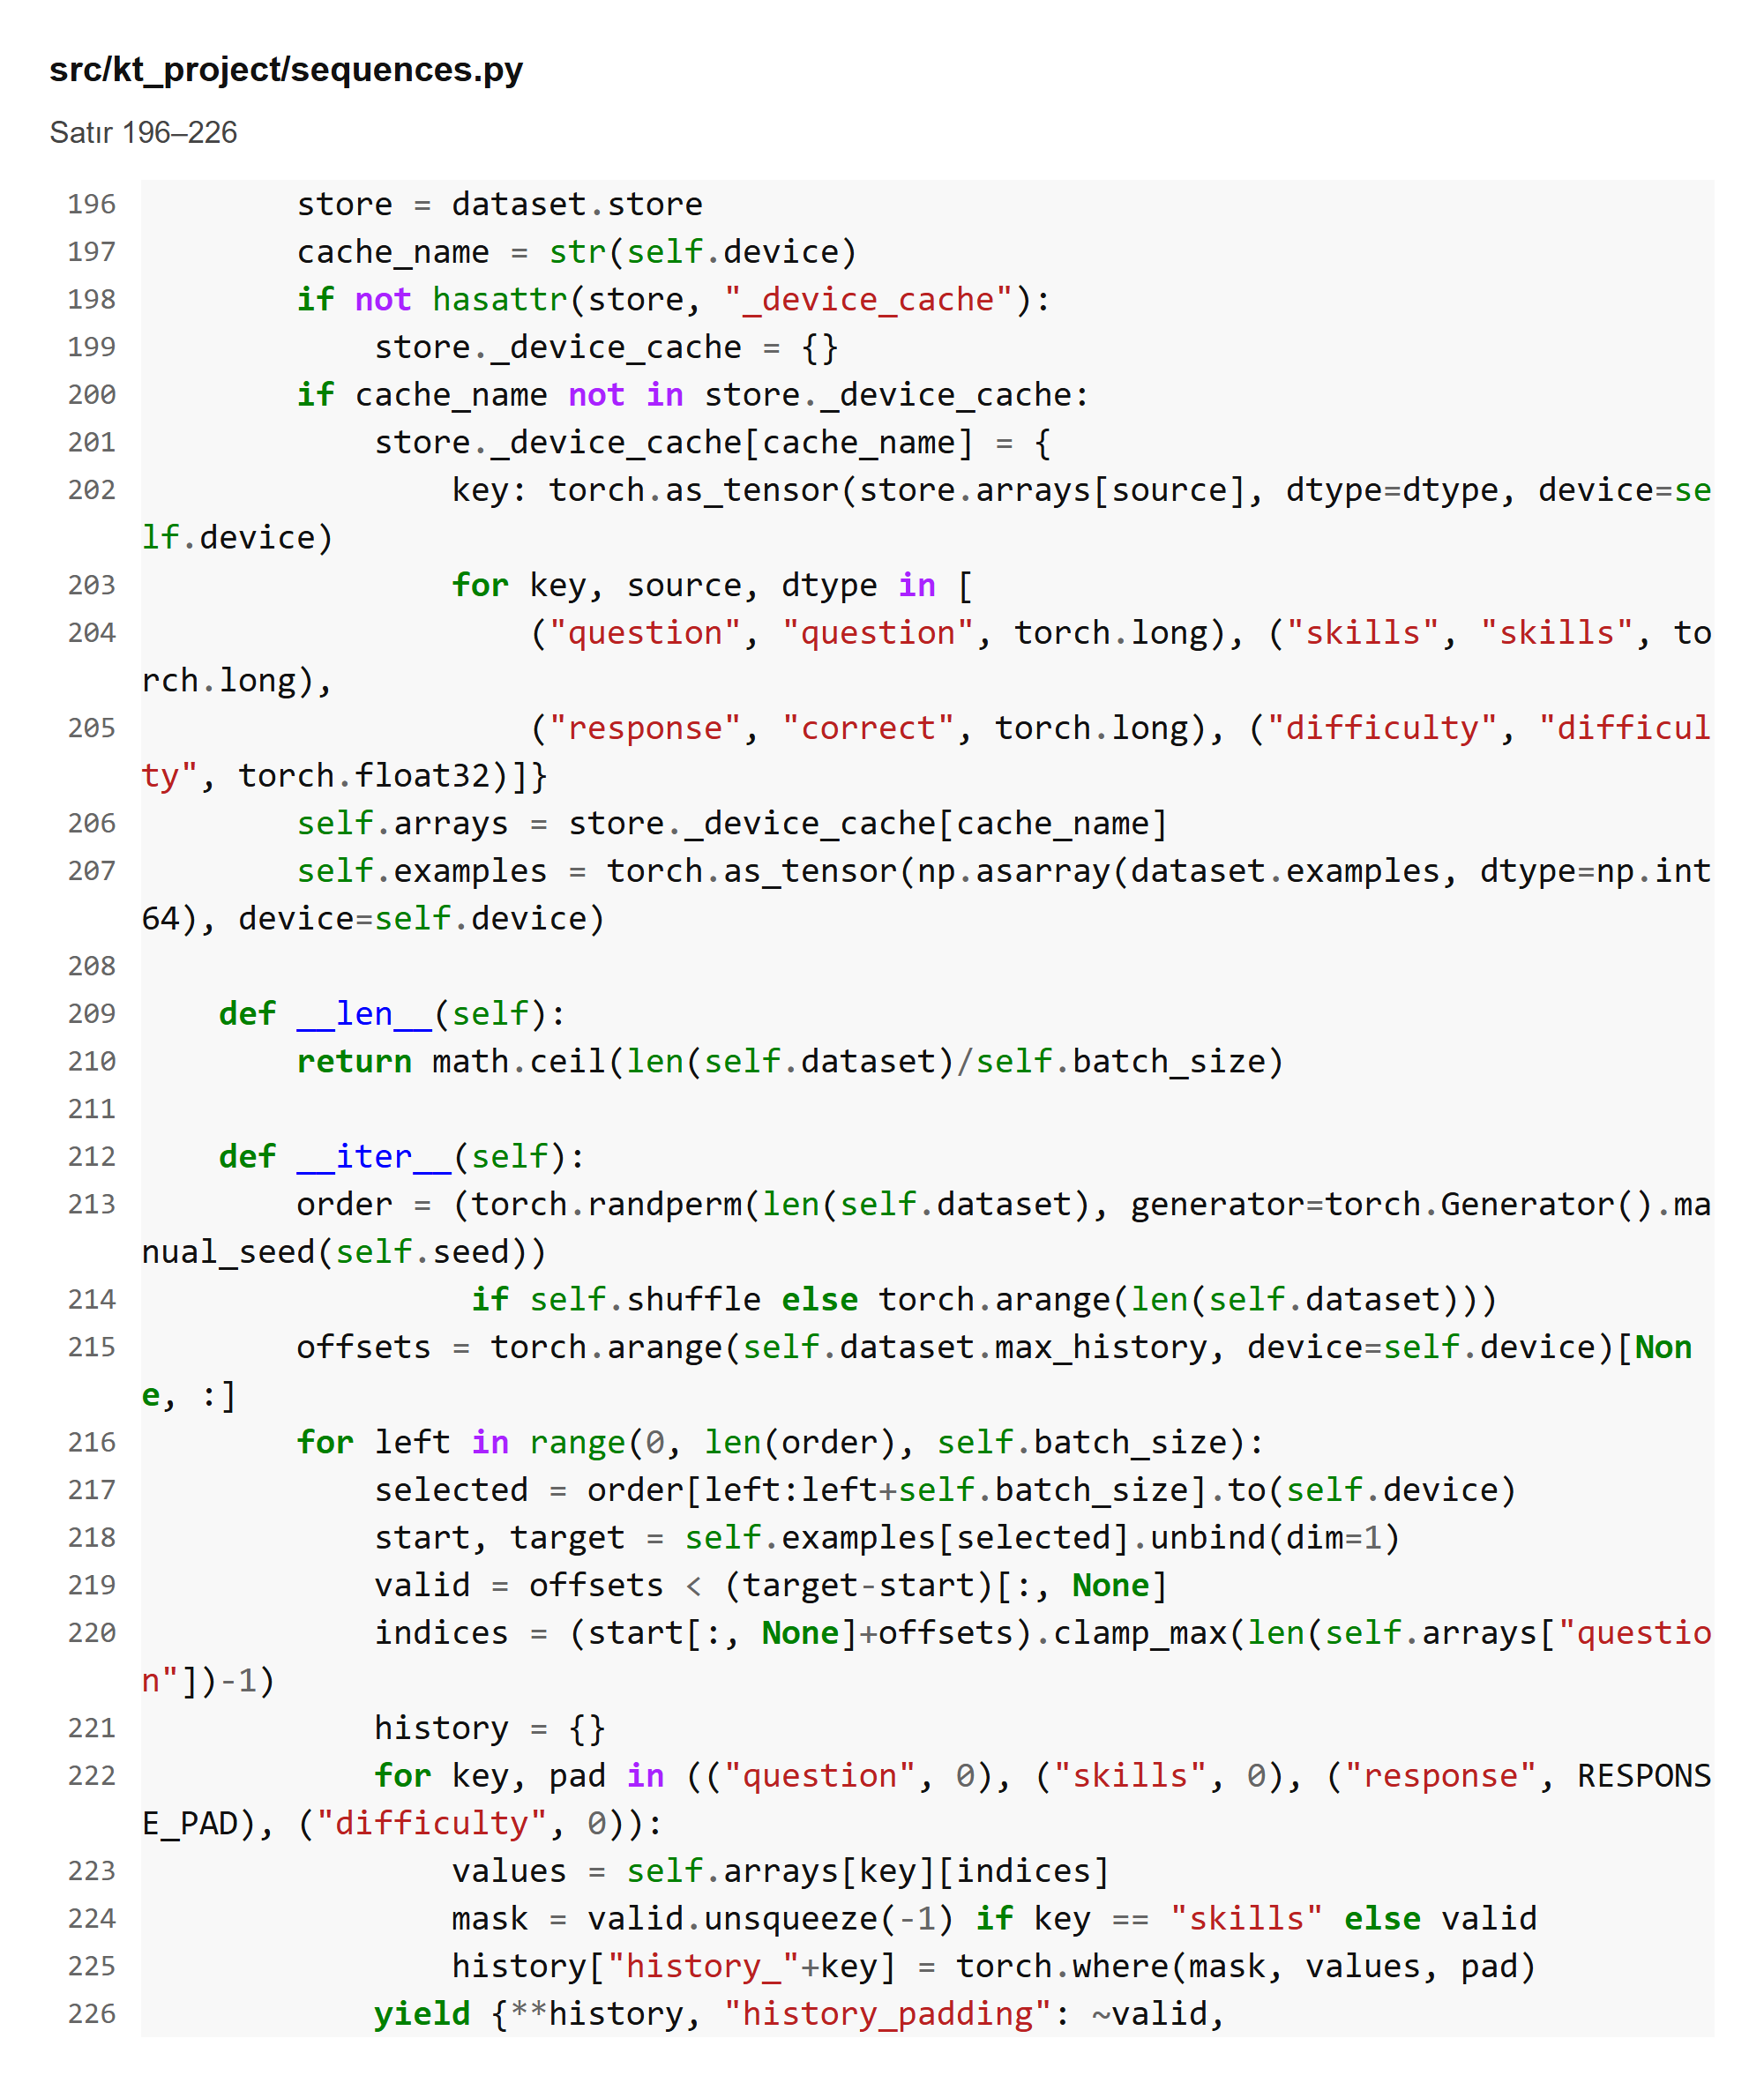 src/kt_project/sequences.py
Satır 196–226
196         store = dataset.store
197         cache_name = str(self.device)
198         if not hasattr(store, "_device_cache"):
199             store._device_cache = {}
200         if cache_name not in store._device_cache:
201             store._device_cache[cache_name] = {
202                 key: torch.as_tensor(store.arrays[source], dtype=dtype, device=se
lf.device)
203                 for key, source, dtype in [
204                     ("question", "question", torch.long), ("skills", "skills", to
rch.long),
205                     ("response", "correct", torch.long), ("difficulty", "difficul
ty", torch.float32)]}
206         self.arrays = store._device_cache[cache_name]
207         self.examples = torch.as_tensor(np.asarray(dataset.examples, dtype=np.int
64), device=self.device)
208
209     def __len__(self):
210         return math.ceil(len(self.dataset)/self.batch_size)
211
212     def __iter__(self):
213         order = (torch.randperm(len(self.dataset), generator=torch.Generator().ma
nual_seed(self.seed))
214                  if self.shuffle else torch.arange(len(self.dataset)))
215         offsets = torch.arange(self.dataset.max_history, device=self.device)[Non
e, :]
216         for left in range(0, len(order), self.batch_size):
217             selected = order[left:left+self.batch_size].to(self.device)
218             start, target = self.examples[selected].unbind(dim=1)
219             valid = offsets < (target-start)[:, None]
220             indices = (start[:, None]+offsets).clamp_max(len(self.arrays["questio
n"])-1)
221             history = {}
222             for key, pad in (("question", 0), ("skills", 0), ("response", RESPONS
E_PAD), ("difficulty", 0)):
223                 values = self.arrays[key][indices]
224                 mask = valid.unsqueeze(-1) if key == "skills" else valid
225                 history["history_"+key] = torch.where(mask, values, pad)
226             yield {**history, "history_padding": ~valid,